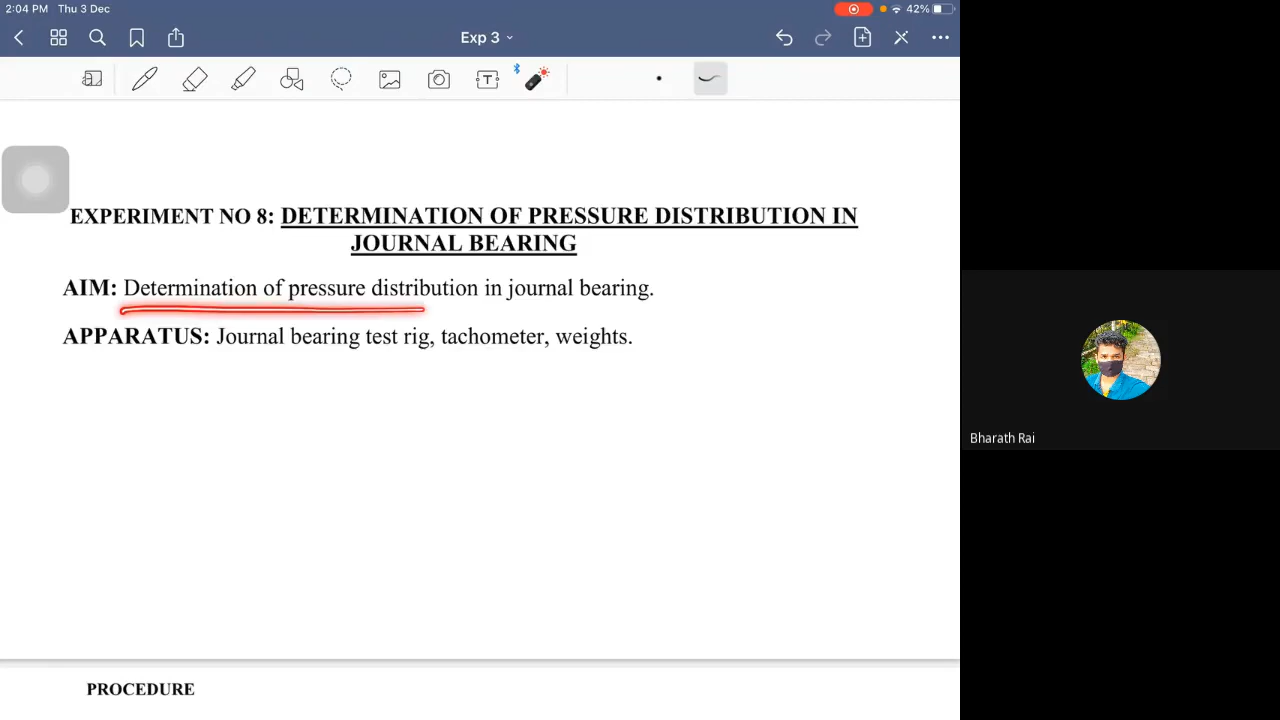 2:04 PM Thu 3 Dec
42%
Exp 3
T
EXPERIMENT NO 8: DETERMINATION OF PRESSURE DISTRIBUTION IN
JOURNAL BEARING
AIM: Determination of pressure distribution in journal bearing.
APPARATUS: Journal bearing test rig, tachometer, weights.
Bharath Rai
PROCEDURE